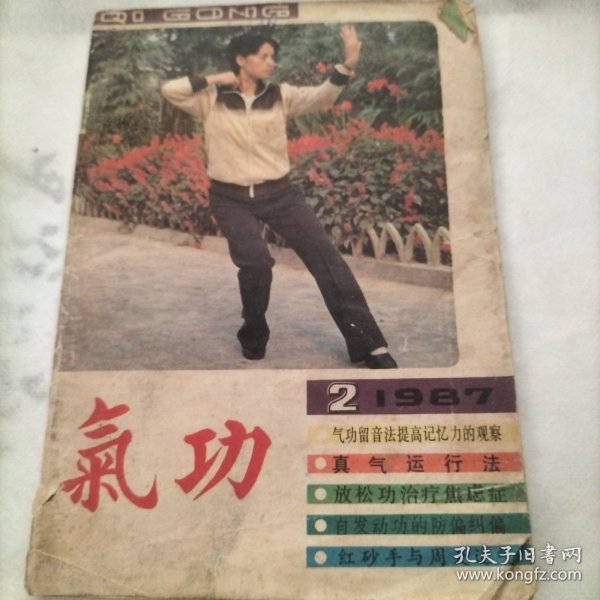 QI GONG
2 1987
氣功
气功留音法提高记忆力的观察
真气运行法
放松功治疗焦虑症
自发动功的防偏纠偏
红砂手与周
孔夫子旧书网
www.kongfz.com